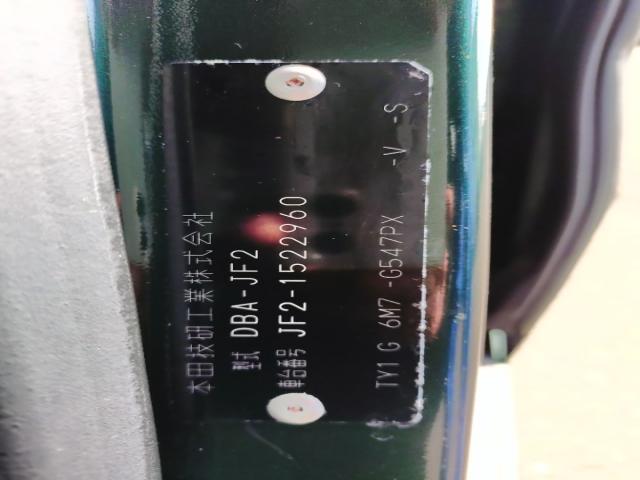 本田技研工業株式会社
型式 DBA-JF2
車台番号 JF2-1522960
TY1 G 6M7 -G547PX -V -S